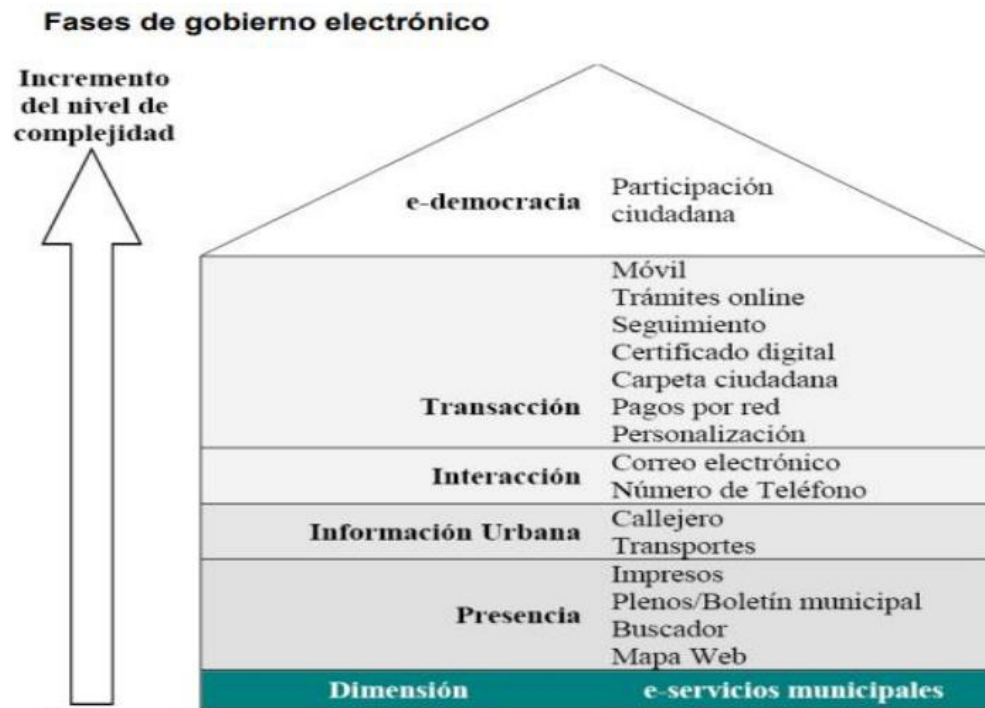 Fases de gobierno electrónico
Incremento
del nivel de
complejidad
e-democracia
Participación
ciudadana
Transacción
Móvil
Trámites online
Seguimiento
Certificado digital
Carpeta ciudadana
Pagos por red
Personalización
Interacción
Correo electrónico
Número de Teléfono
Información Urbana
Callejero
Transportes
Presencia
Impresos
Plenos/Boletín municipal
Buscador
Mapa Web
Dimensión
e-servicios municipales